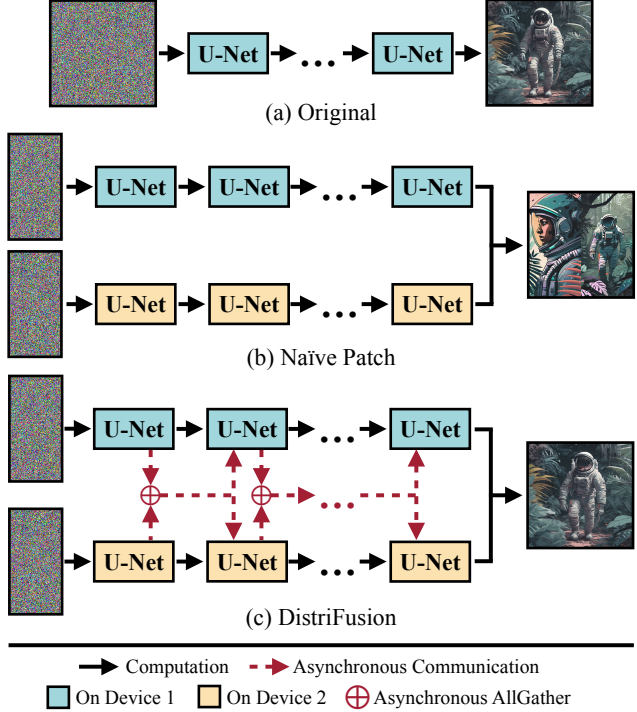 U-Net ... U-Net
(a) Original
U-Net U-Net ... U-Net
U-Net U-Net ... U-Net
(b) Naïve Patch
U-Net U-Net ... U-Net
...
U-Net U-Net ... U-Net
(c) DistriFusion
Computation Asynchronous Communication
On Device 1 On Device 2 Asynchronous AllGather